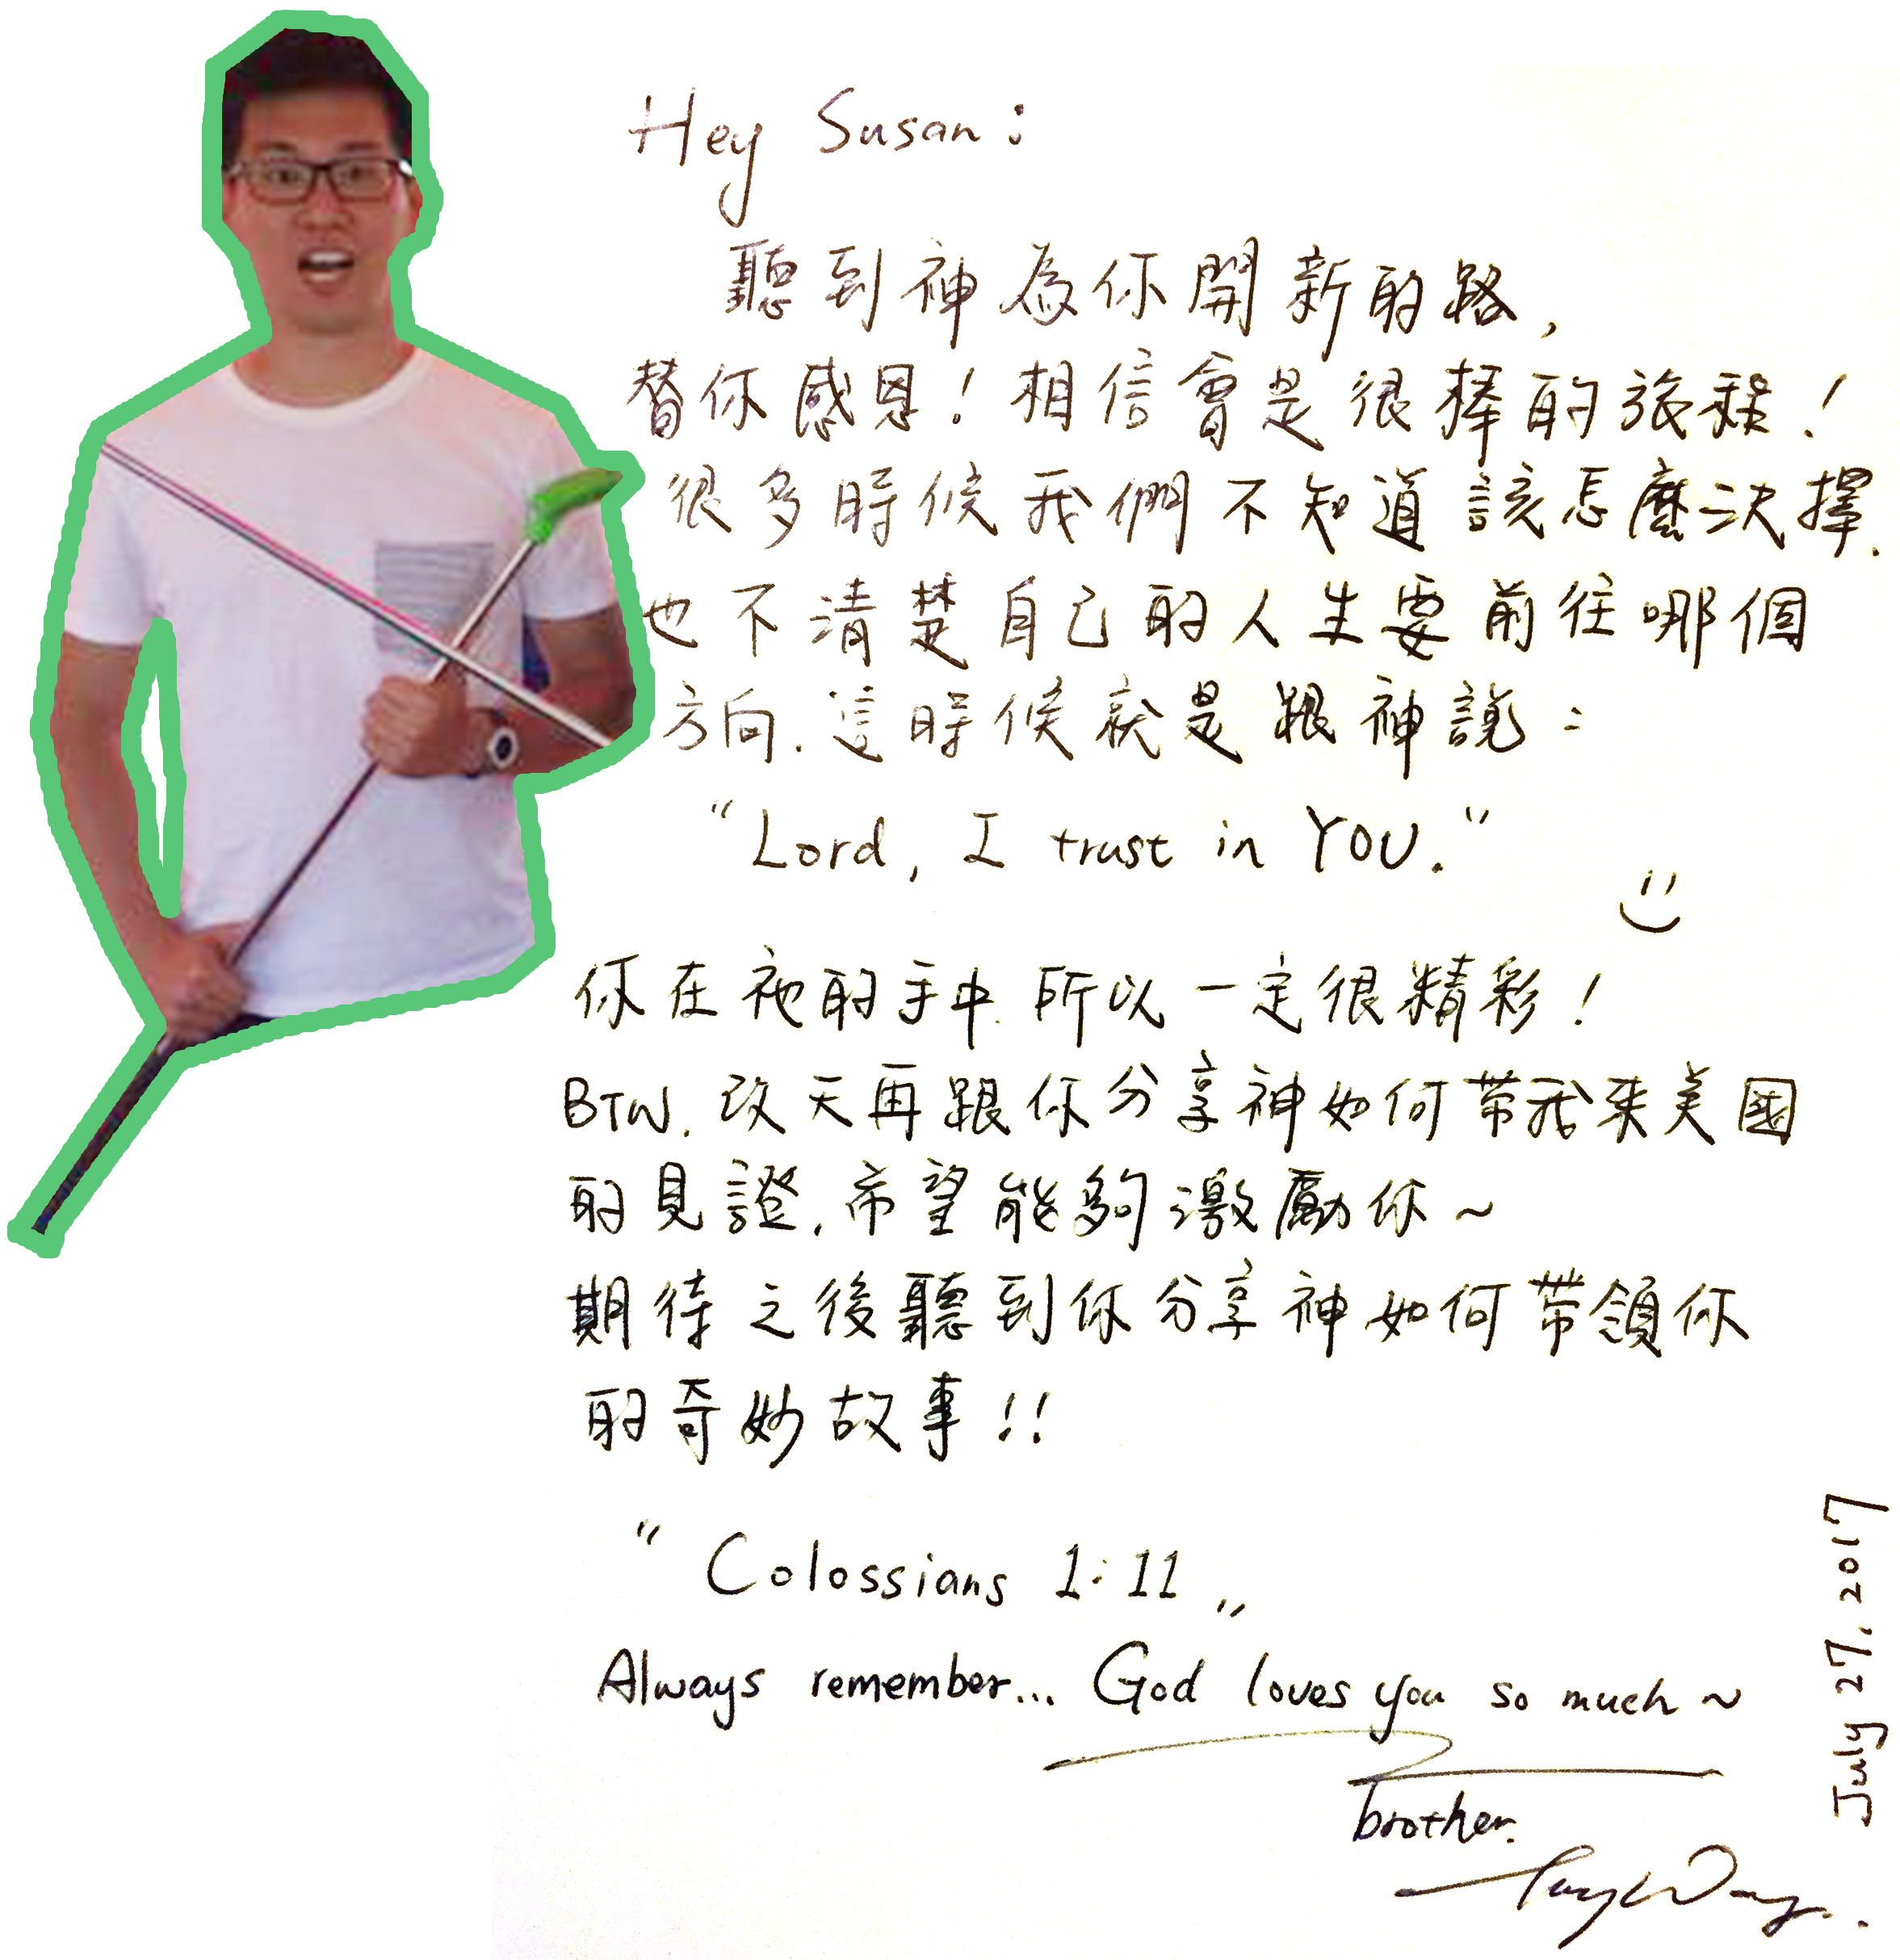 Hey Susan:
聽到神為你開新的路,
替你感恩！相信會是很棒的旅程！
很多時候我們不知道該怎麼決擇.
也不清楚自己的人生要前往哪個
方向.這時候就是跟神說:
"Lord, I trust in YOU."
你在祂的手中.所以一定很精彩！
BTW.改天再跟你分享神如何帶我來美國
的見證.希望能夠激勵你~
期待之後聽到你分享神如何帶領你
的奇妙故事!!
"Colossians 1:11"
Always remember... God loves you so much ~
brother.
July 27, 2017